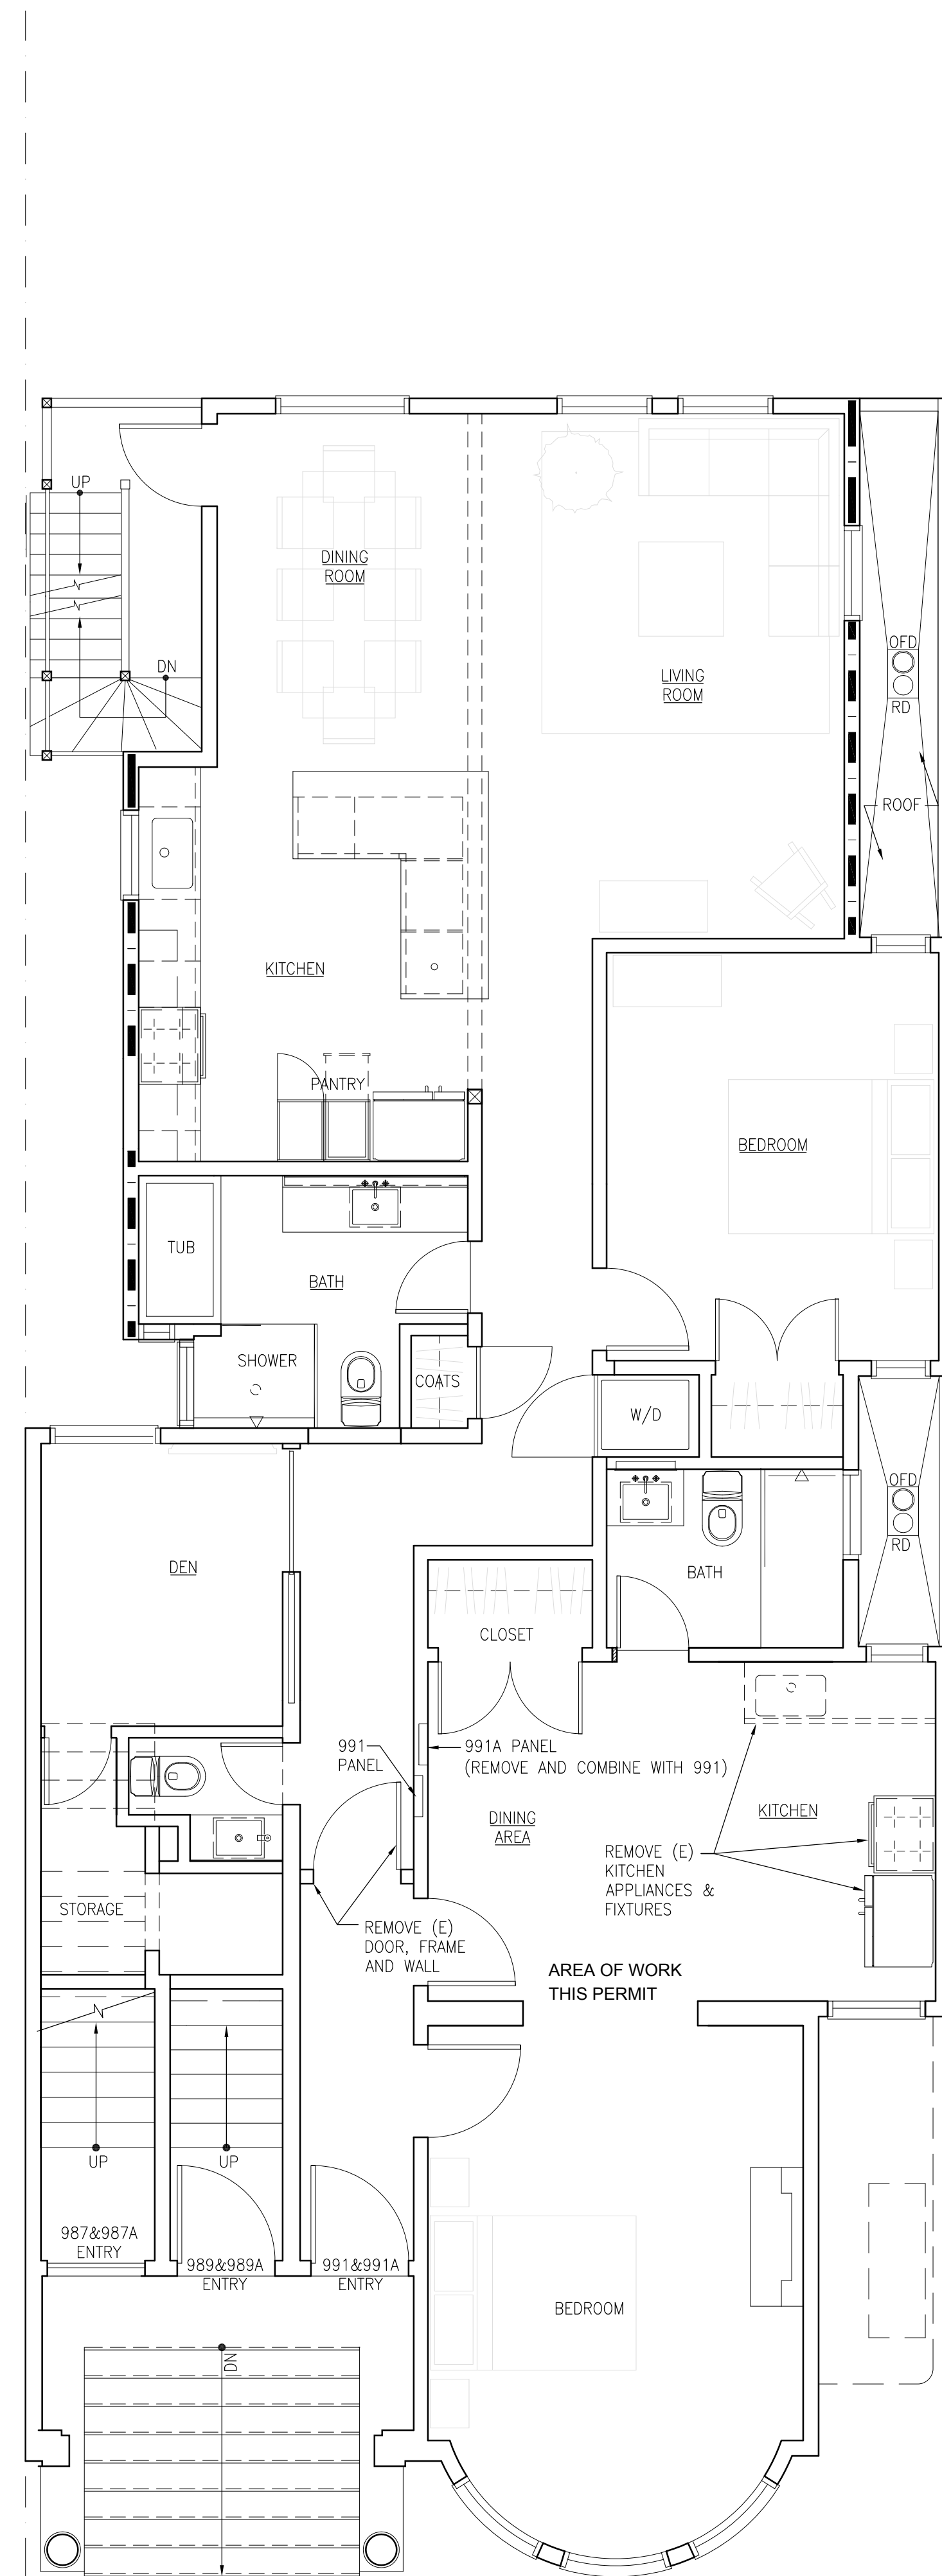 UP
DINING
ROOM
DN
LIVING
ROOM
OFD
RD
ROOF
KITCHEN
PANTRY
BEDROOM
TUB
BATH
SHOWER
COATS
W/D
OFD
RD
DEN
BATH
CLOSET
991
PANEL
991A PANEL
(REMOVE AND COMBINE WITH 991)
DINING
AREA
KITCHEN
REMOVE (E)
KITCHEN
APPLIANCES &
FIXTURES
STORAGE
REMOVE (E)
DOOR, FRAME
AND WALL
AREA OF WORK
THIS PERMIT
UP
UP
987&987A
ENTRY
989&989A
ENTRY
991&991A
ENTRY
BEDROOM
DN